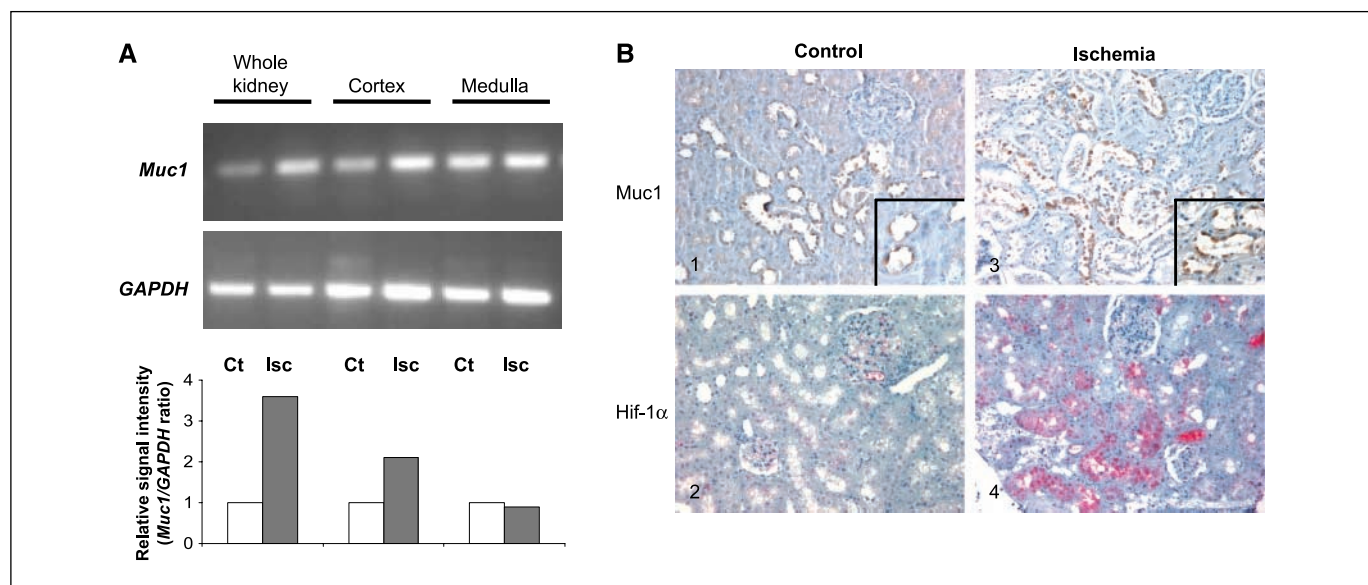 A
Whole
kidney
Cortex
Medulla
Muc1
GAPDH
Ct Isc Ct Isc Ct Isc
Relative signal intensity
(Muc1/GAPDH ratio)
4
3
2
1
0
B
Control
Ischemia
Muc1
1
3
Hif-1α
2
4